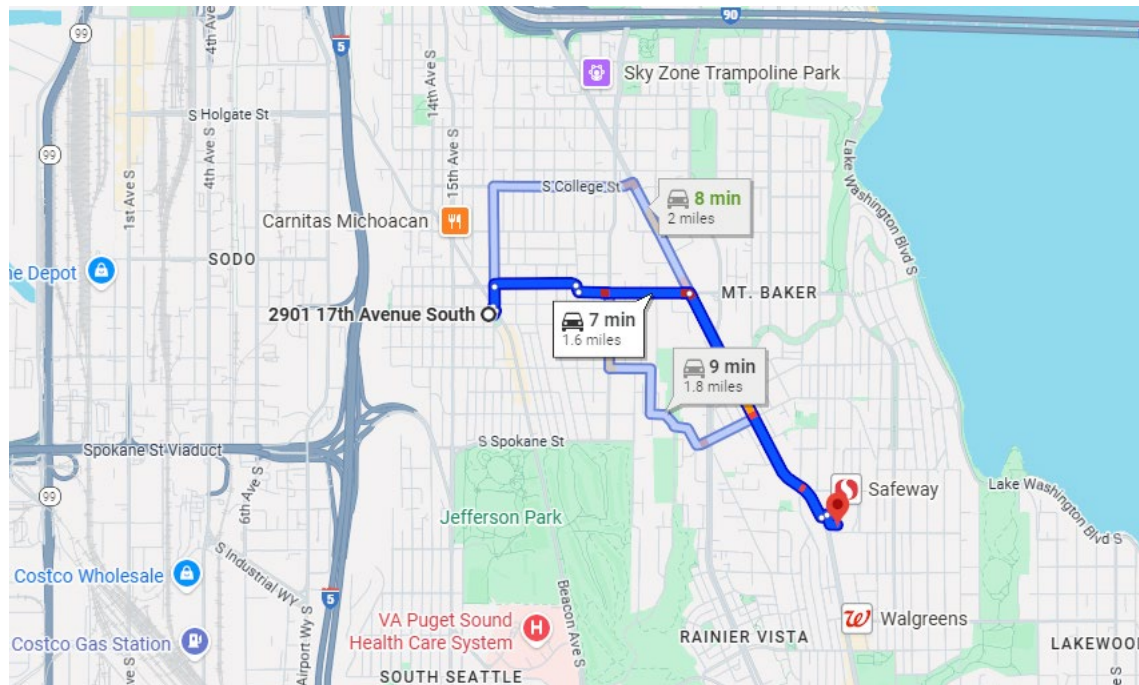 90
99
4th Ave S
5
14th Ave S
Sky Zone Trampoline Park
S Holgate St
99
4th Ave S
1st Ave S
15th Ave S
Lake Washington Blvd S
S College St
8 min
2 miles
Carnitas Michoacan
SODO
ne Depot
MT. BAKER
2901 17th Avenue South
7 min
1.6 miles
9 min
1.8 miles
S Spokane St
Spokane St Viaduct
99
6th Ave S
Safeway
Lake Washington Blvd S
Jefferson Park
S Industrial WY
Costco Wholesale
5
Beacon Ave S
Airport Wy S
VA Puget Sound
Health Care System
H
Walgreens
Costco Gas Station
RAINIER VISTA
LAKEWOO
SOUTH SEATTLE